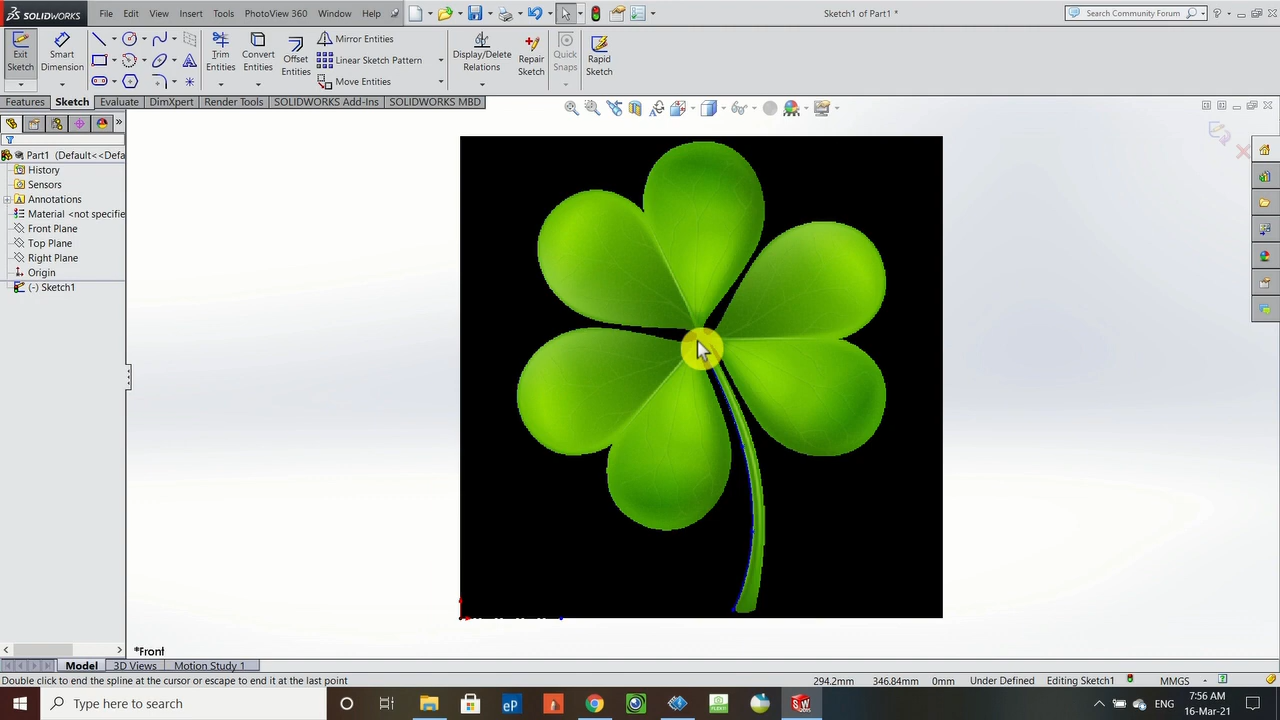 SOLIDWORKS File Edit View Insert Tools PhotoView 360 Window Help Sketch1 of Part1 * Search Community Forum
Exit Sketch
Smart Dimension
Trim Entities
Convert Entities
Offset Entities
Mirror Entities
Linear Sketch Pattern
Move Entities
Display/Delete Relations
Repair Sketch
Quick Snaps
Rapid Sketch
Features Sketch Evaluate DimXpert Render Tools SOLIDWORKS Add-Ins SOLIDWORKS MBD
Part1 (Default<<Defa
History
Sensors
Annotations
Material <not specifie
Front Plane
Top Plane
Right Plane
Origin
(-) Sketch1
*Front
Model 3D Views Motion Study 1
Double click to end the spline at the cursor or escape to end it at the last point 294.2mm 346.84mm 0mm Under Defined Editing Sketch1 MMGS
Type here to search ENG 7:56 AM
16-Mar-21